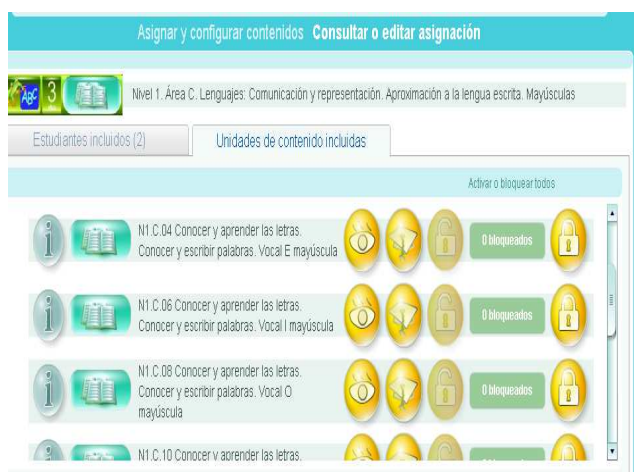 Asignar y configurar contenidos Consultar o editar asignación
ABC 3
Nivel 1. Área C. Lenguajes: Comunicación y representación. Aproximación a la lengua escrita. Mayúsculas
Estudiantes incluidos (2) Unidades de contenido incluidas
Activar o bloquear todos
N1.C.04 Conocer y aprender las letras.
Conocer y escribir palabras. Vocal E mayúscula
0 bloqueados
N1.C.06 Conocer y aprender las letras.
Conocer y escribir palabras. Vocal I mayúscula
0 bloqueados
N1.C.08 Conocer y aprender las letras.
Conocer y escribir palabras. Vocal O
mayúscula
0 bloqueados
N1.C.10 Conocer y aprender las letras.